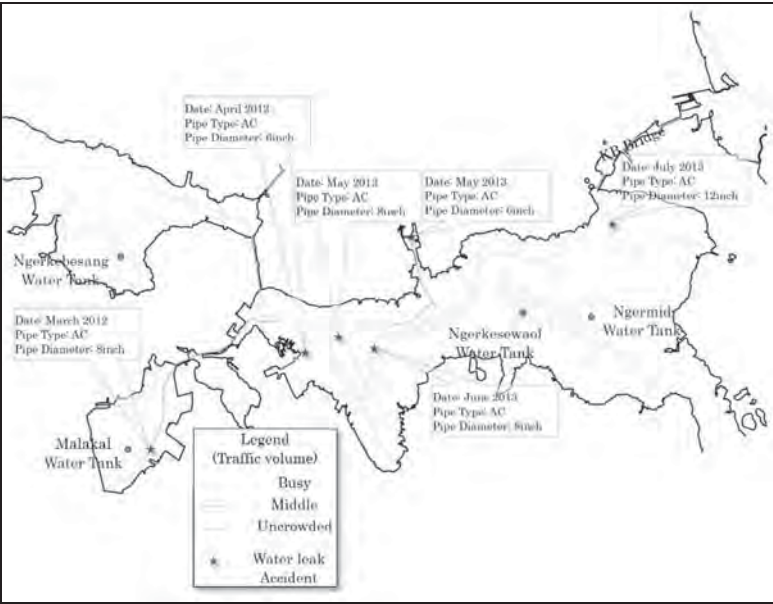 Date: April 2012
Pipe Type: AC
Pipe Diameter: 6inch
Date: May 2013
Pipe Type: AC
Pipe Diameter: 8inch
Date: May 2013
Pipe Type: AC
Pipe Diameter: 6inch
KB Bridge
Date: July 2013
Pipe Type: AC
Pipe Diameter: 12inch
Ngerkebesang
Water Tank
Date: March 2012
Pipe Type: AC
Pipe Diameter: 8inch
Ngerkesewaol
Water Tank
Ngermid
Water Tank
Date: June 2013
Pipe Type: AC
Pipe Diameter: 8inch
Malakal
Water Tank
Legend
(Traffic volume)
Busy
Middle
Uncrowded
Water leak
Accident